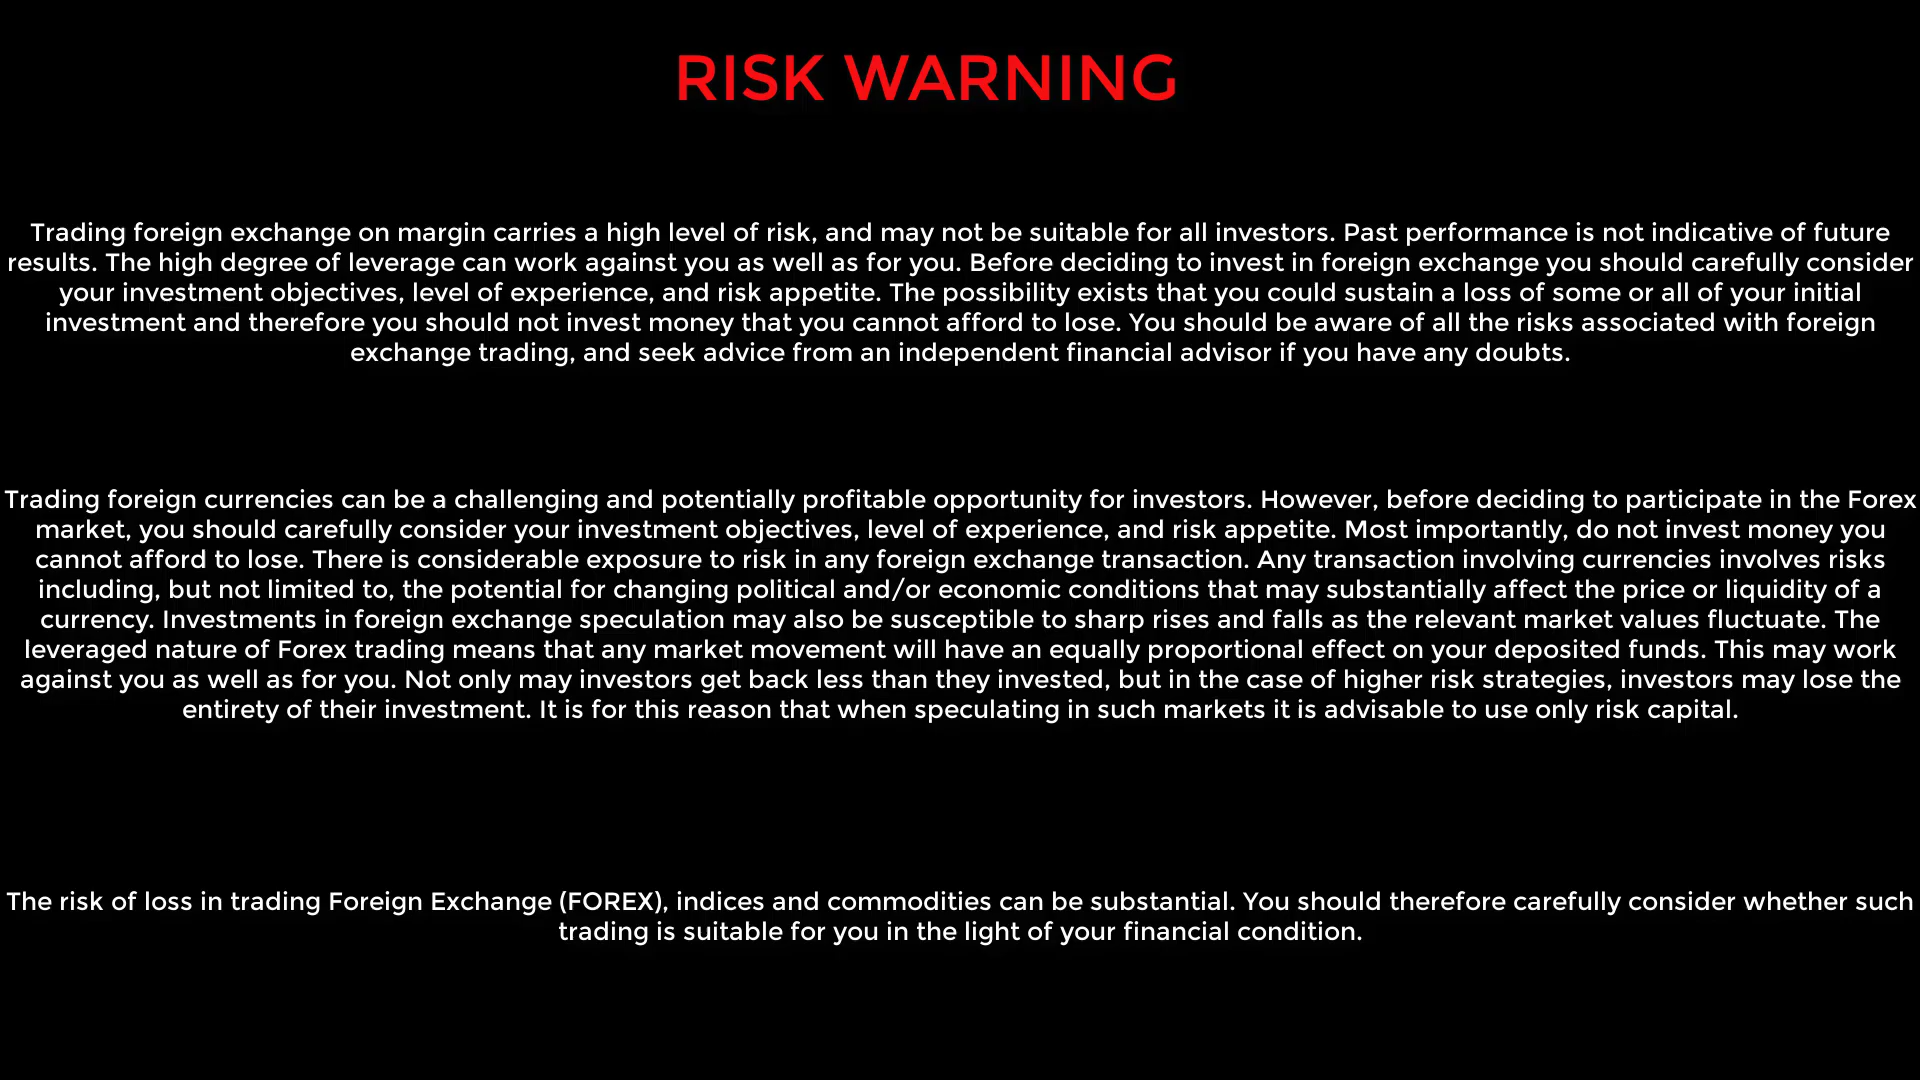 RISK WARNING
Trading foreign exchange on margin carries a high level of risk, and may not be suitable for all investors. Past performance is not indicative of future
results. The high degree of leverage can work against you as well as for you. Before deciding to invest in foreign exchange you should carefully consider
your investment objectives, level of experience, and risk appetite. The possibility exists that you could sustain a loss of some or all of your initial
investment and therefore you should not invest money that you cannot afford to lose. You should be aware of all the risks associated with foreign
exchange trading, and seek advice from an independent financial advisor if you have any doubts.
Trading foreign currencies can be a challenging and potentially profitable opportunity for investors. However, before deciding to participate in the Forex
market, you should carefully consider your investment objectives, level of experience, and risk appetite. Most importantly, do not invest money you
cannot afford to lose. There is considerable exposure to risk in any foreign exchange transaction. Any transaction involving currencies involves risks
including, but not limited to, the potential for changing political and/or economic conditions that may substantially affect the price or liquidity of a
currency. Investments in foreign exchange speculation may also be susceptible to sharp rises and falls as the relevant market values fluctuate. The
leveraged nature of Forex trading means that any market movement will have an equally proportional effect on your deposited funds. This may work
against you as well as for you. Not only may investors get back less than they invested, but in the case of higher risk strategies, investors may lose the
entirety of their investment. It is for this reason that when speculating in such markets it is advisable to use only risk capital.
The risk of loss in trading Foreign Exchange (FOREX), indices and commodities can be substantial. You should therefore carefully consider whether such
trading is suitable for you in the light of your financial condition.